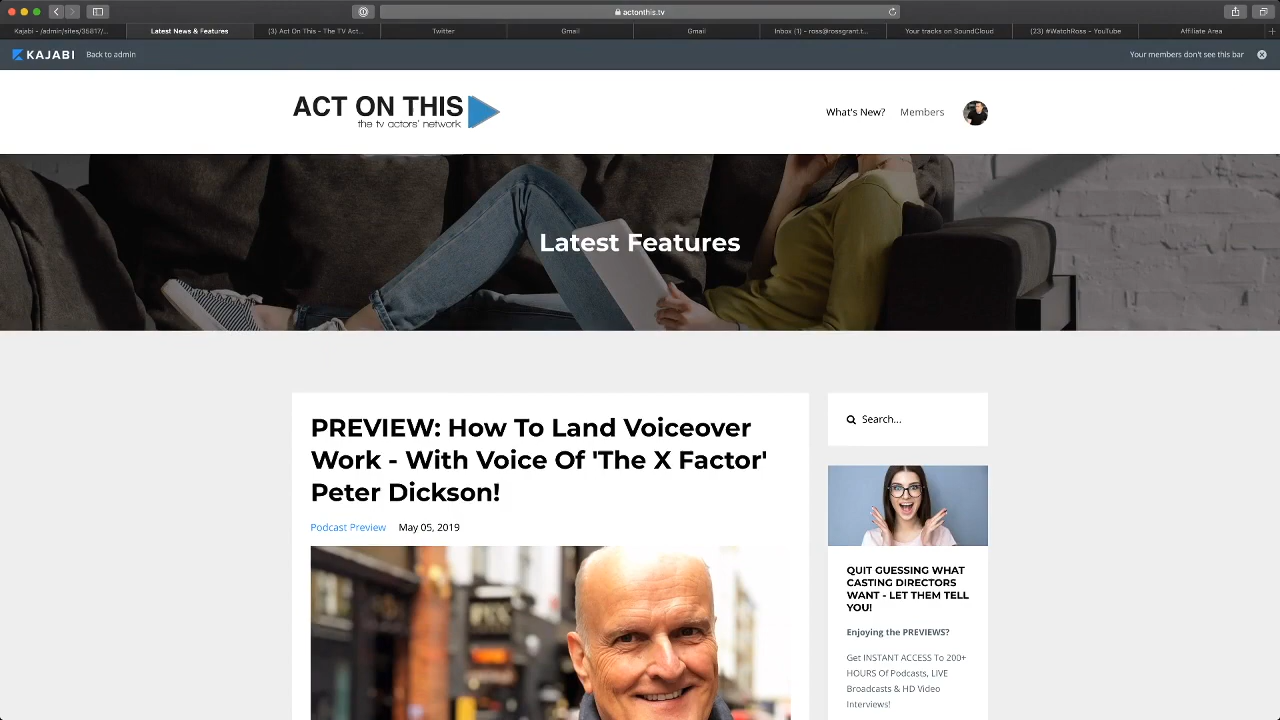 actonthis.tv
Kajabi - /admin/sites/35817/...
Latest News & Features
(3) Act On This - The TV Act...
Twitter
Gmail
Gmail
Inbox (1) - ross@rossgrant.t...
Your tracks on SoundCloud
(23) #WatchRoss - YouTube
Affiliate Area
KAJABI
Back to admin
Your members don't see this bar
ACT ON THIS
the tv actors' network
What's New?
Members
Latest Features
PREVIEW: How To Land Voiceover
Work - With Voice Of 'The X Factor'
Peter Dickson!
Podcast Preview
May 05, 2019
Search...
QUIT GUESSING WHAT
CASTING DIRECTORS
WANT - LET THEM TELL
YOU!
Enjoying the PREVIEWS?
Get INSTANT ACCESS To 200+
HOURS Of Podcasts, LIVE
Broadcasts & HD Video
Interviews!